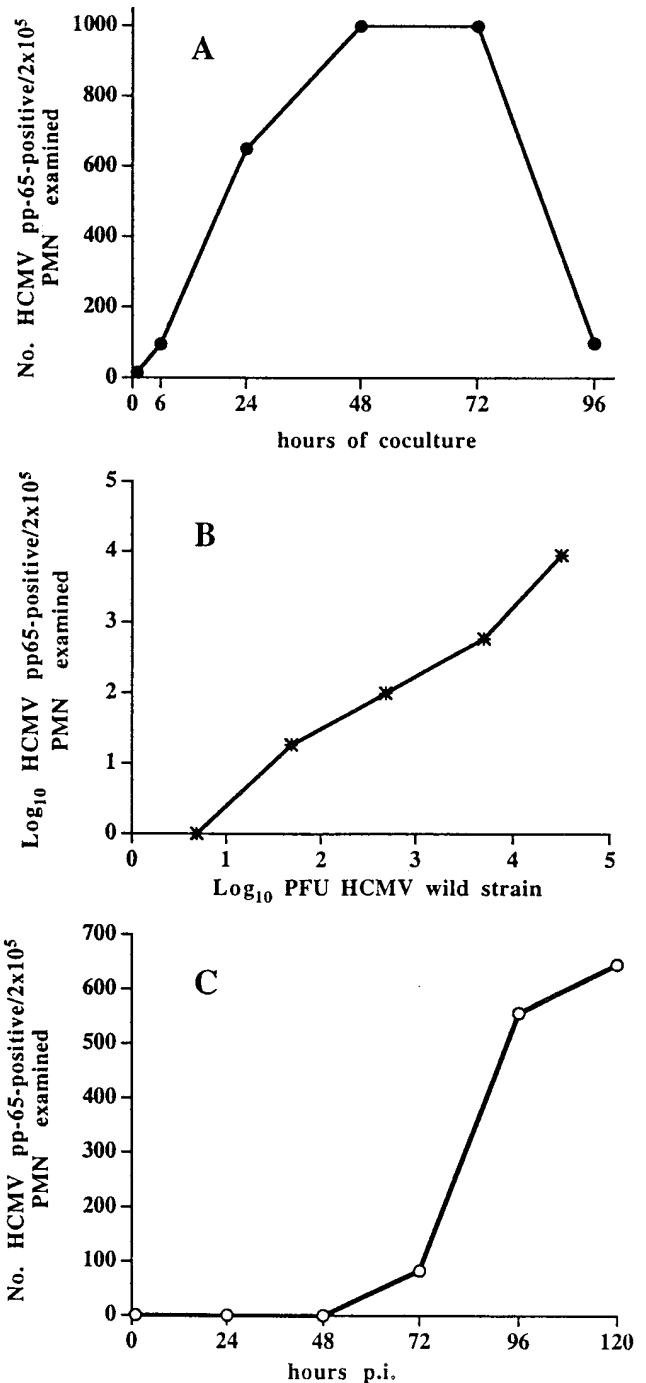 A
No. HCMV pp-65-positive/2x10⁵
PMN examined
1000
800
600
400
200
0
0 6 24 48 72 96
hours of coculture
B
Log₁₀ HCMV pp65-positive/2x10⁵
PMN examined
5
4
3
2
1
0
0 1 2 3 4 5
Log₁₀ PFU HCMV wild strain
C
No. HCMV pp-65-positive/2x10⁵
PMN examined
700
600
500
400
300
200
100
0
0 24 48 72 96 120
hours p.i.